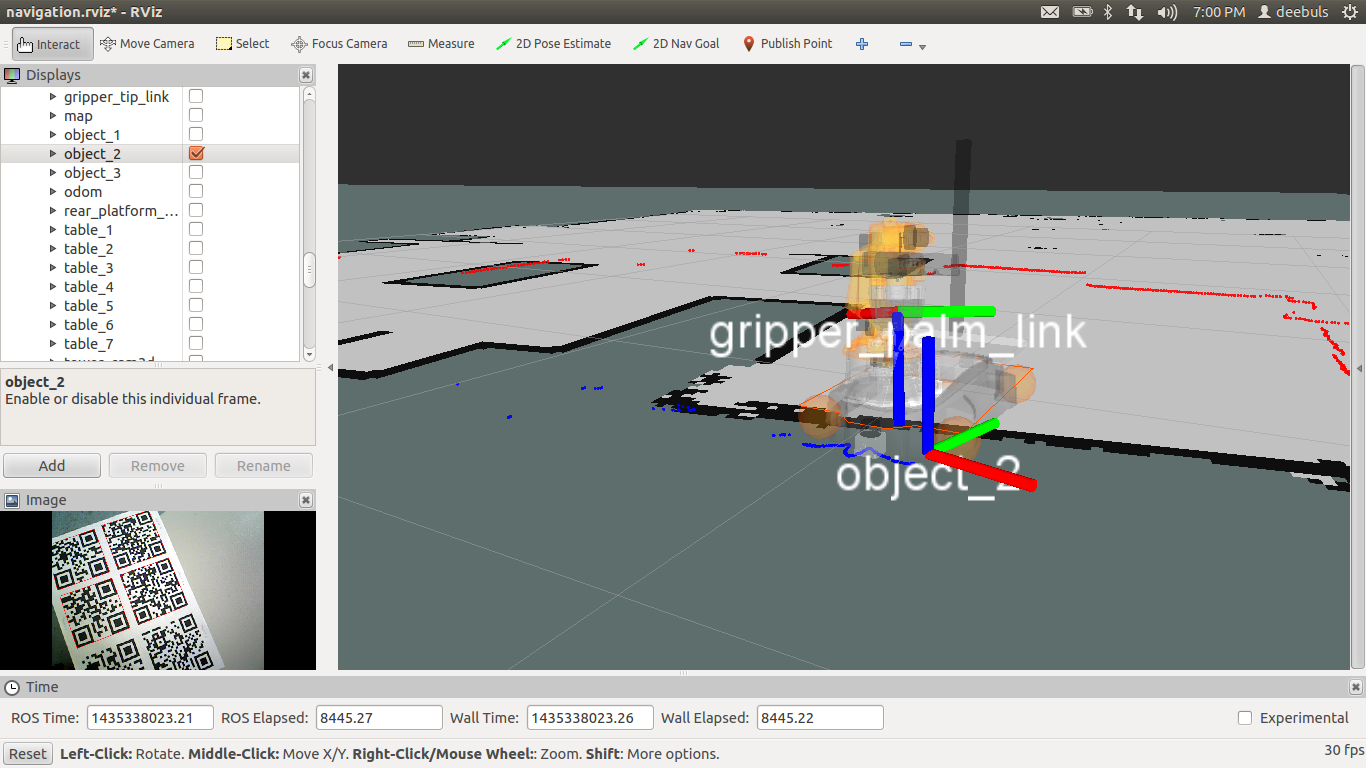 navigation.rviz* - RViz
7:00 PM
deebuls
Interact
Move Camera
Select
Focus Camera
Measure
2D Pose Estimate
2D Nav Goal
Publish Point
Displays
gripper_tip_link
map
object_1
object_2
object_3
odom
rear_platform_...
table_1
table_2
table_3
table_4
table_5
table_6
table_7
object_2
Enable or disable this individual frame.
Add
Remove
Rename
Image
gripper_palm_link
object_2
Time
ROS Time: 1435338023.21 ROS Elapsed: 8445.27 Wall Time: 1435338023.26 Wall Elapsed: 8445.22 Experimental
Reset Left-Click: Rotate. Middle-Click: Move X/Y. Right-Click/Mouse Wheel:: Zoom. Shift: More options.
30 fps